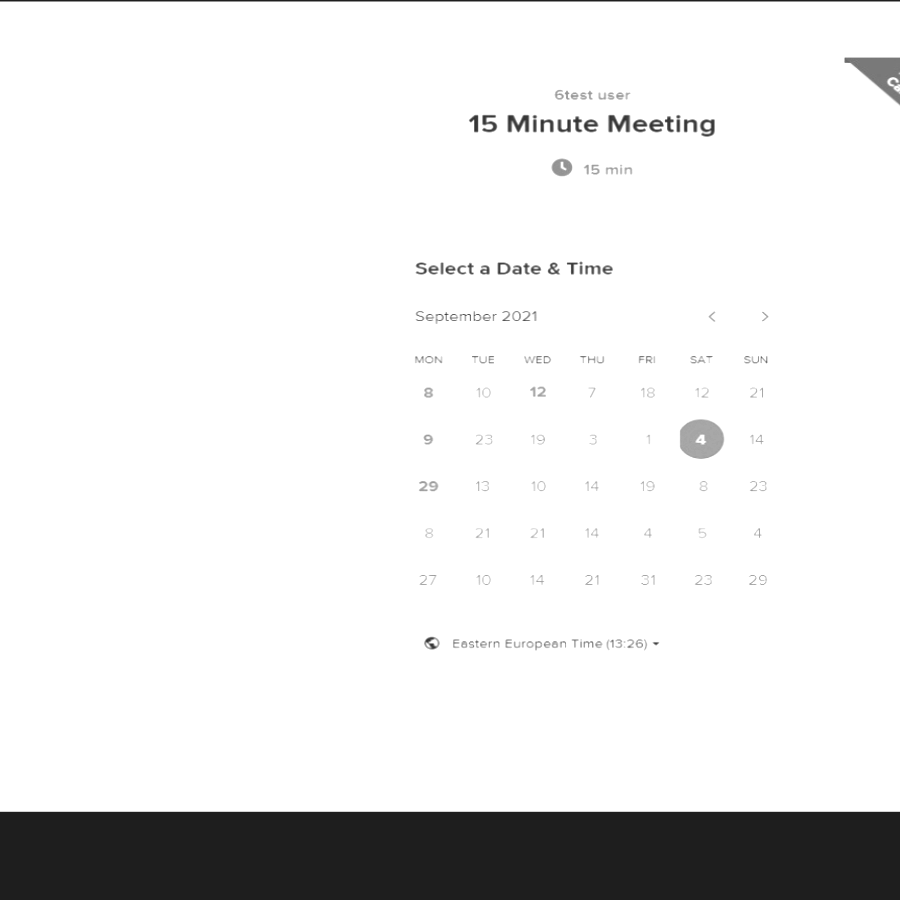 6test user
15 Minute Meeting
15 min
Select a Date & Time
September 2021
MON TUE WED THU FRI SAT SUN
8 10 12 7 18 12 21
9 23 19 3 1 4 14
29 13 10 14 19 8 23
8 21 21 14 4 5 4
27 10 14 21 31 23 29
Eastern European Time (13:26)